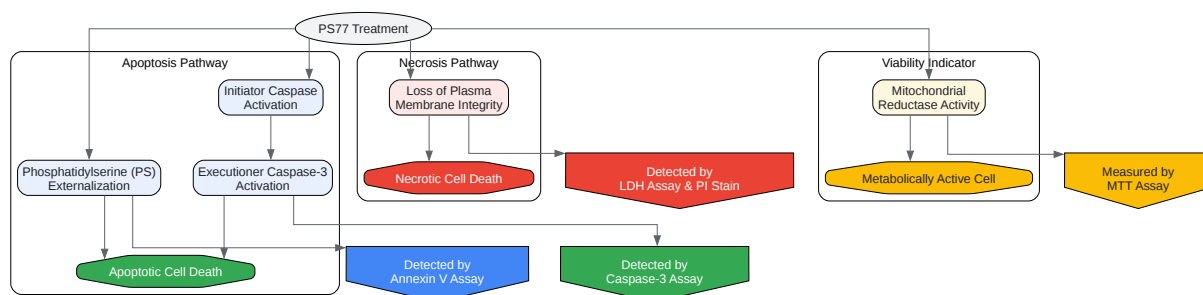 PS77 Treatment
Apoptosis Pathway
Necrosis Pathway
Viability Indicator
Initiator Caspase
Activation
Loss of Plasma
Membrane Integrity
Mitochondrial
Reductase Activity
Phosphatidylserine (PS)
Externalization
Executioner Caspase-3
Activation
Necrotic Cell Death
Detected by
LDH Assay & PI Stain
Metabolically Active Cell
Measured by
MTT Assay
Apoptotic Cell Death
Detected by
Annexin V Assay
Detected by
Caspase-3 Assay